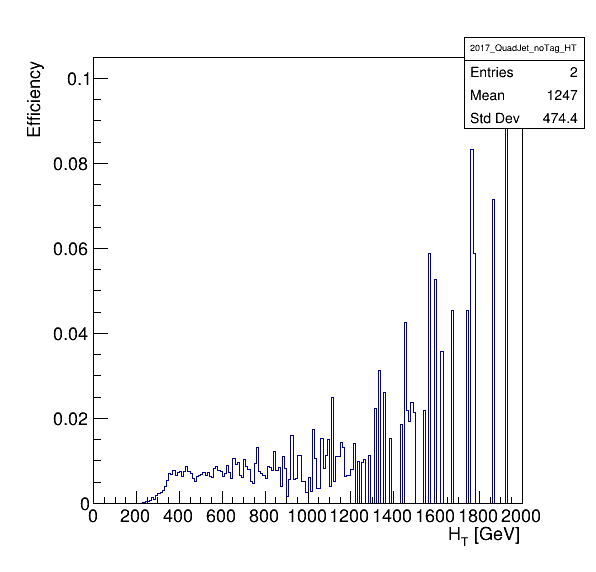 2017_QuadJet_noTag_HT
Entries 2
Mean 1247
Std Dev 474.4
Efficiency
0.1
0.08
0.06
0.04
0.02
0
0 200 400 600 800 1000 1200 1400 1600 1800 2000
H_T [GeV]